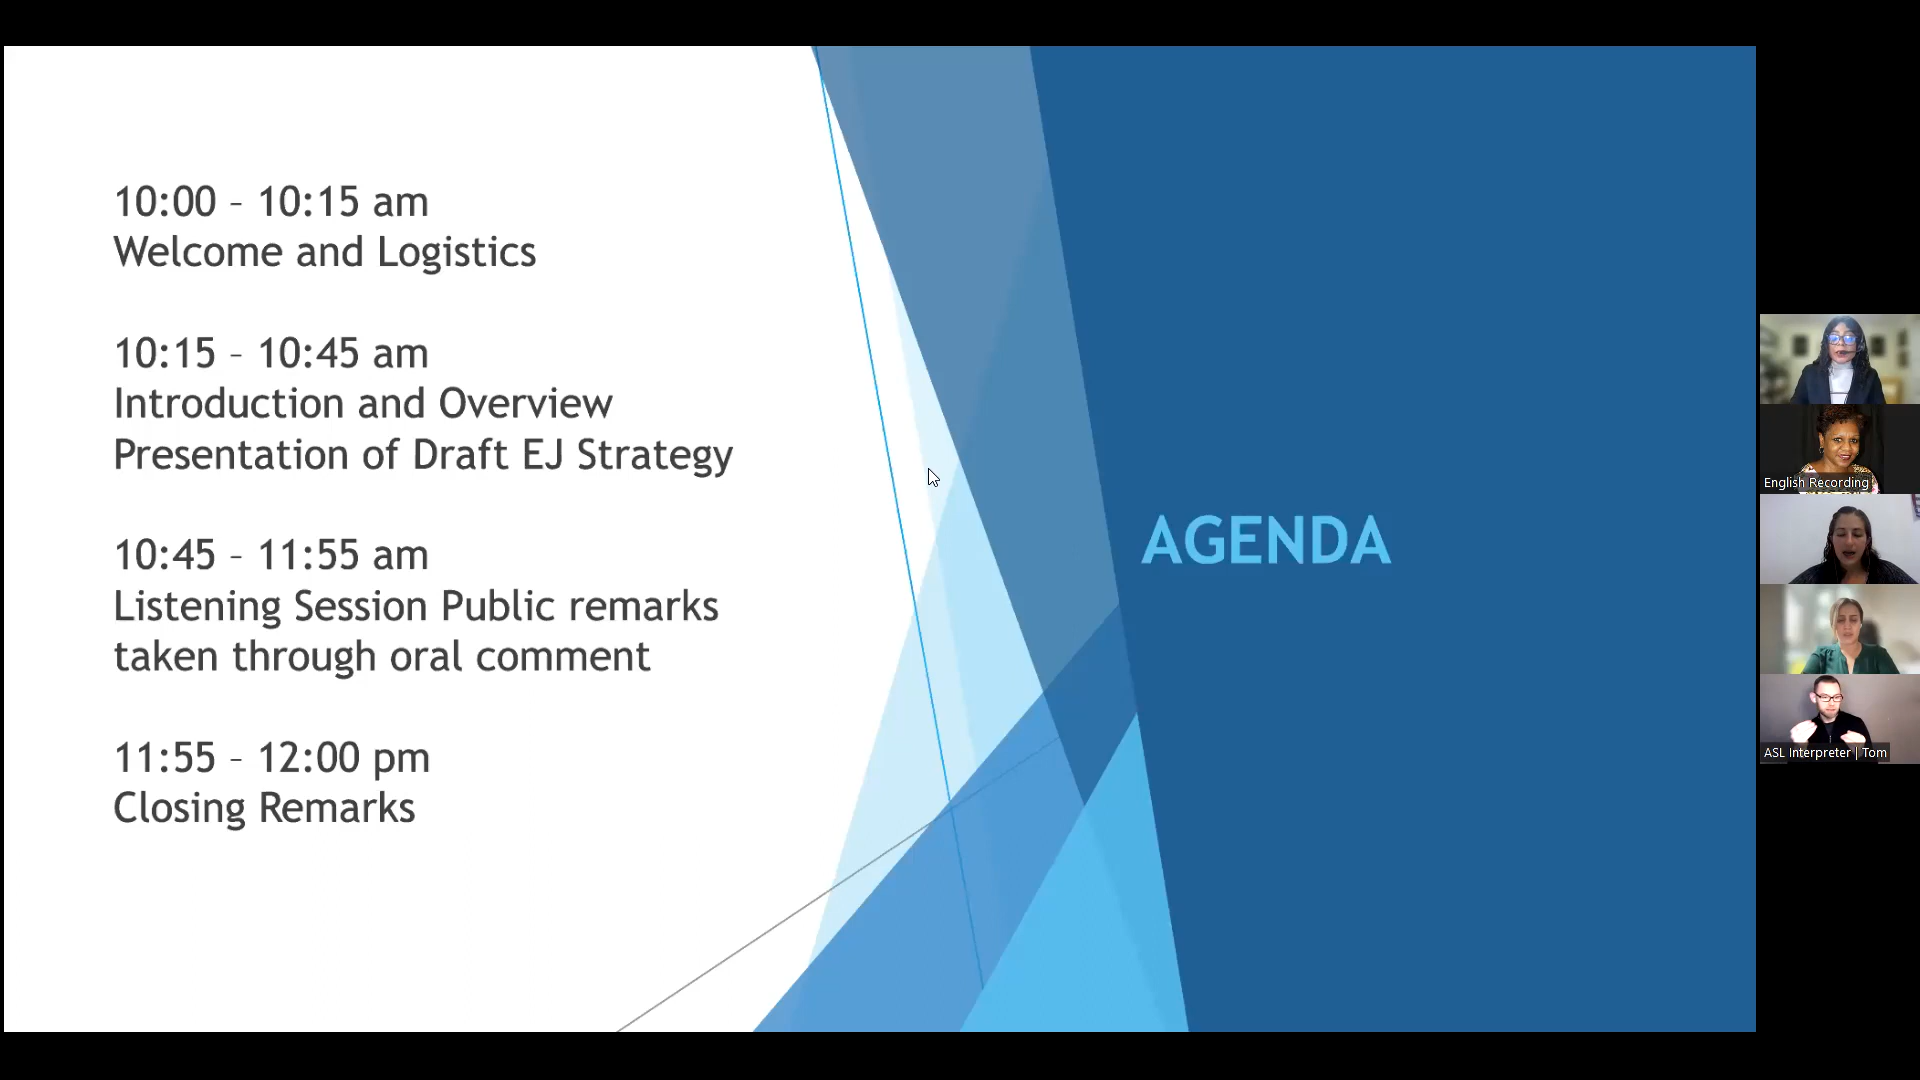 10:00 – 10:15 am
Welcome and Logistics
10:15 – 10:45 am
Introduction and Overview
Presentation of Draft EJ Strategy
10:45 – 11:55 am
Listening Session Public remarks
taken through oral comment
11:55 – 12:00 pm
Closing Remarks
AGENDA
English Recording
ASL Interpreter | Tom